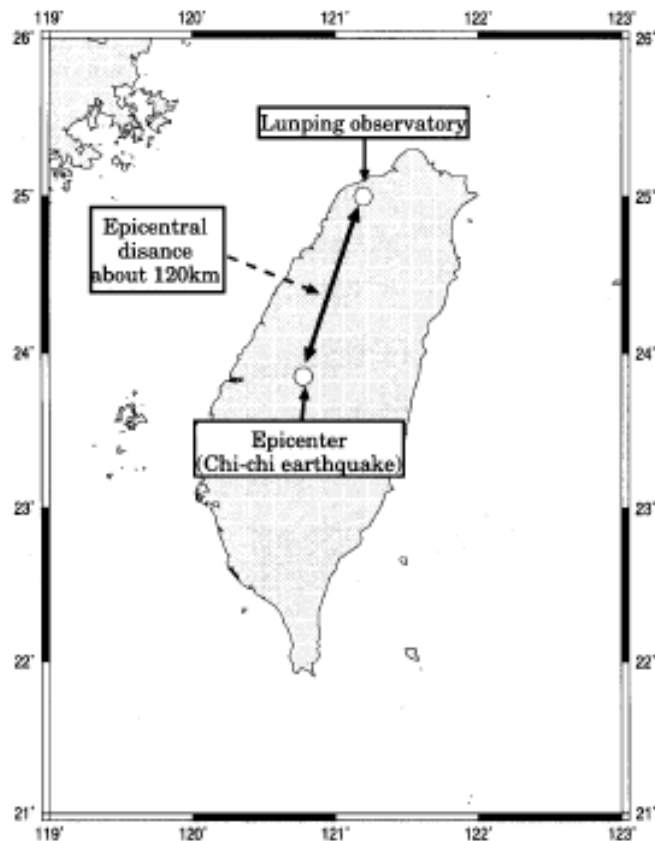 119° 120° 121° 122° 123°
26° 26°
Lunping observatory
25° 25°
Epicentral
disance
about 120km
24° 24°
Epicenter
(Chi-chi earthquake)
23° 23°
22° 22°
21° 21°
119° 120° 121° 122° 123°